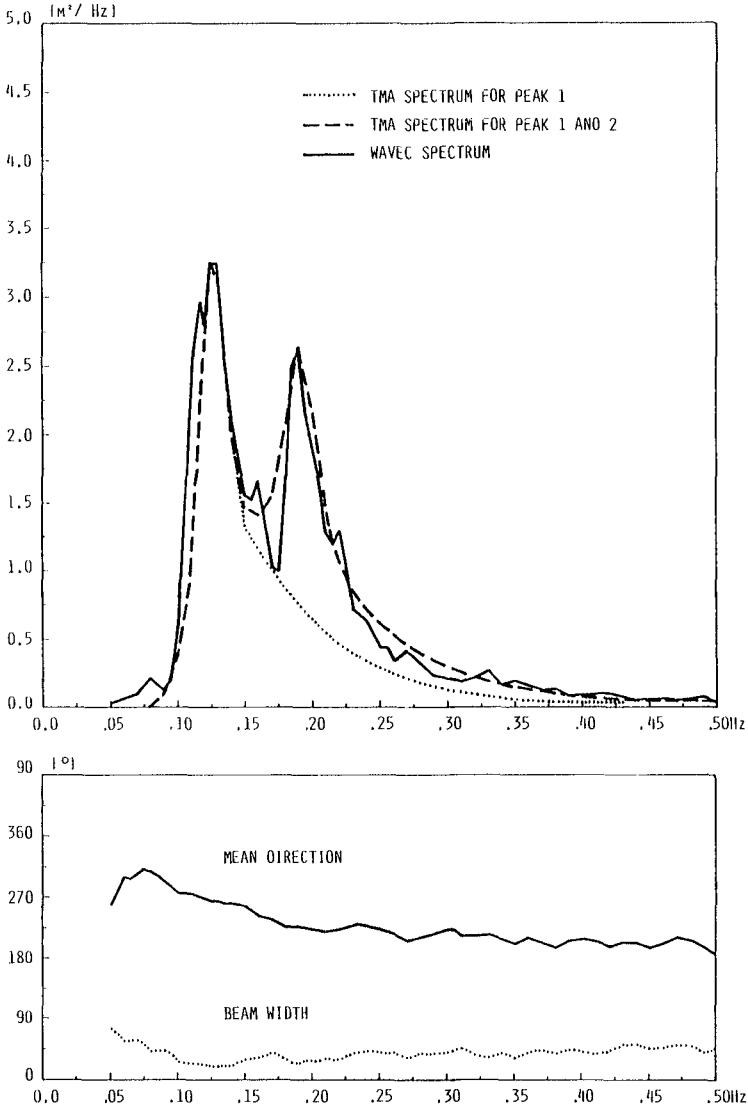 [M²/ Hz]
5.0
4.5
4.0
3.5
3.0
2.5
2.0
1.5
1.0
0.5
0.0
TMA SPECTRUM FOR PEAK 1
TMA SPECTRUM FOR PEAK 1 AND 2
WAVEC SPECTRUM
0.0 .05 .10 .15 .20 .25 .30 .35 .40 .45 .50Hz
[°]
90
360
270
180
90
0
MEAN DIRECTION
BEAM WIDTH
0.0 .05 .10 .15 .20 .25 .30 .35 .40 .45 .50Hz